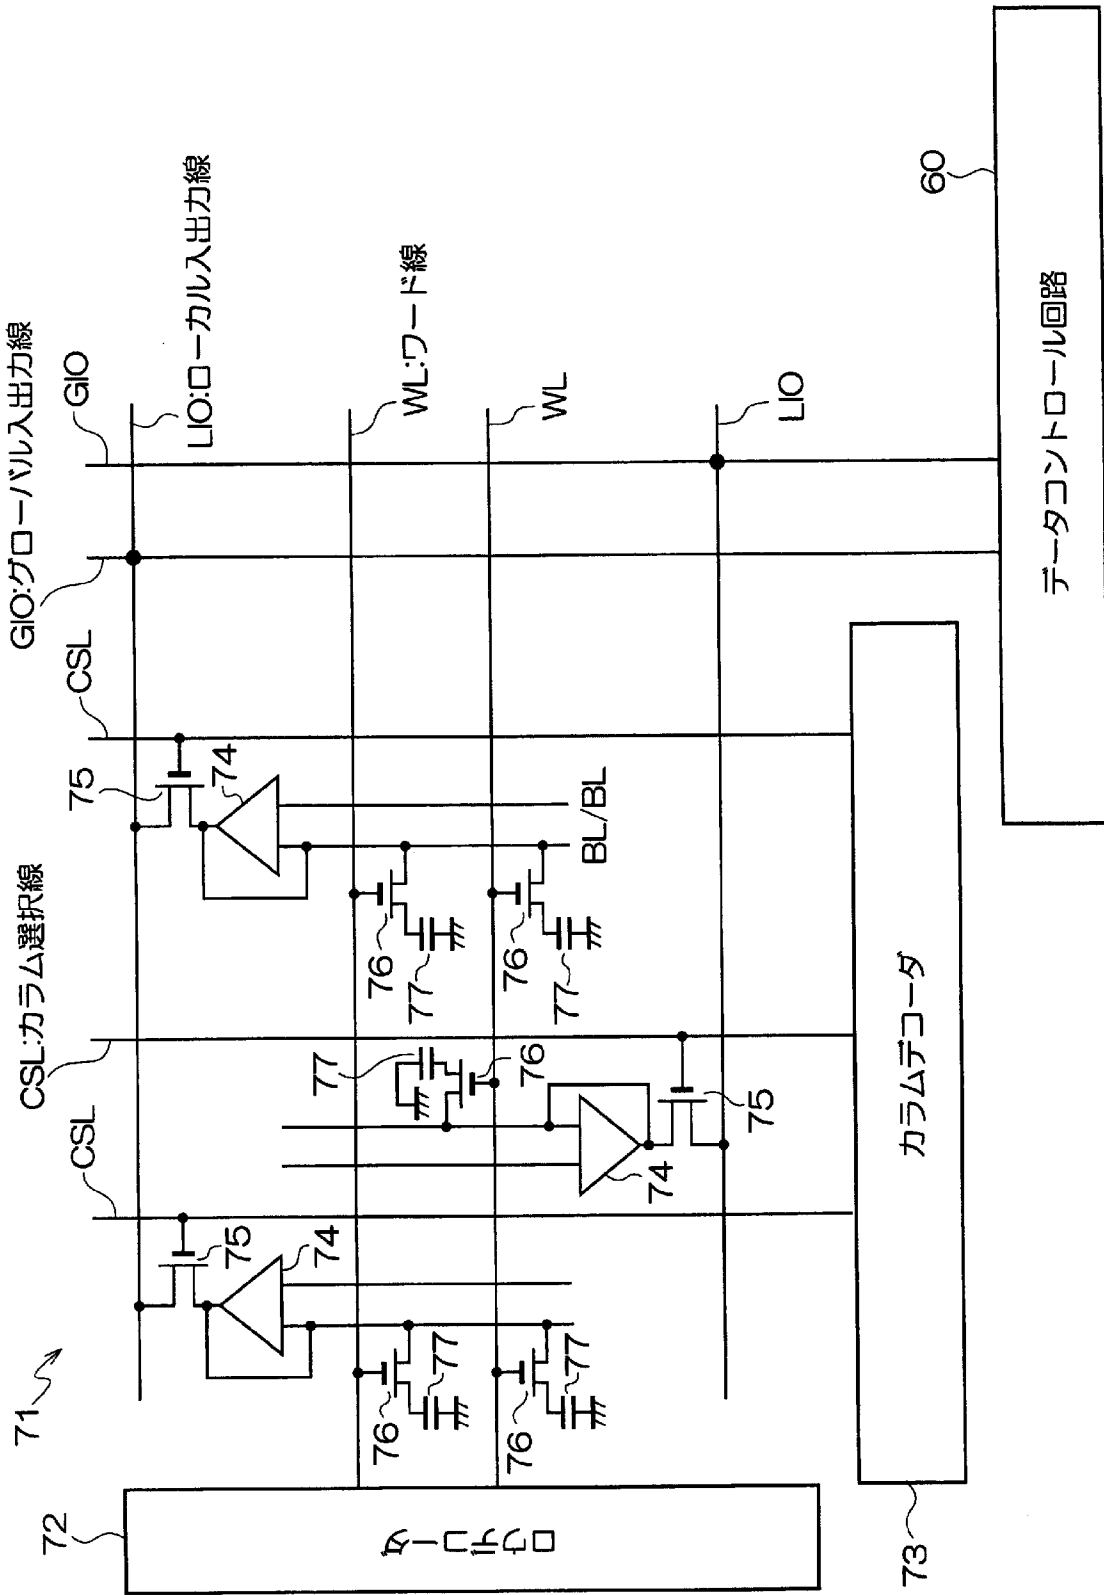 71
72
ロウデコーダ
CSL
CSL:カラム選択線
CSL
GIO:グローバル入出力線
GIO
LIO:ローカル入出力線
75
74
75
74
WL:ワード線
76
77
77
76
77
BL/BL
WL
76
77
76
76
77
74
75
LIO
73
カラムデコーダ
60
データコントロール回路